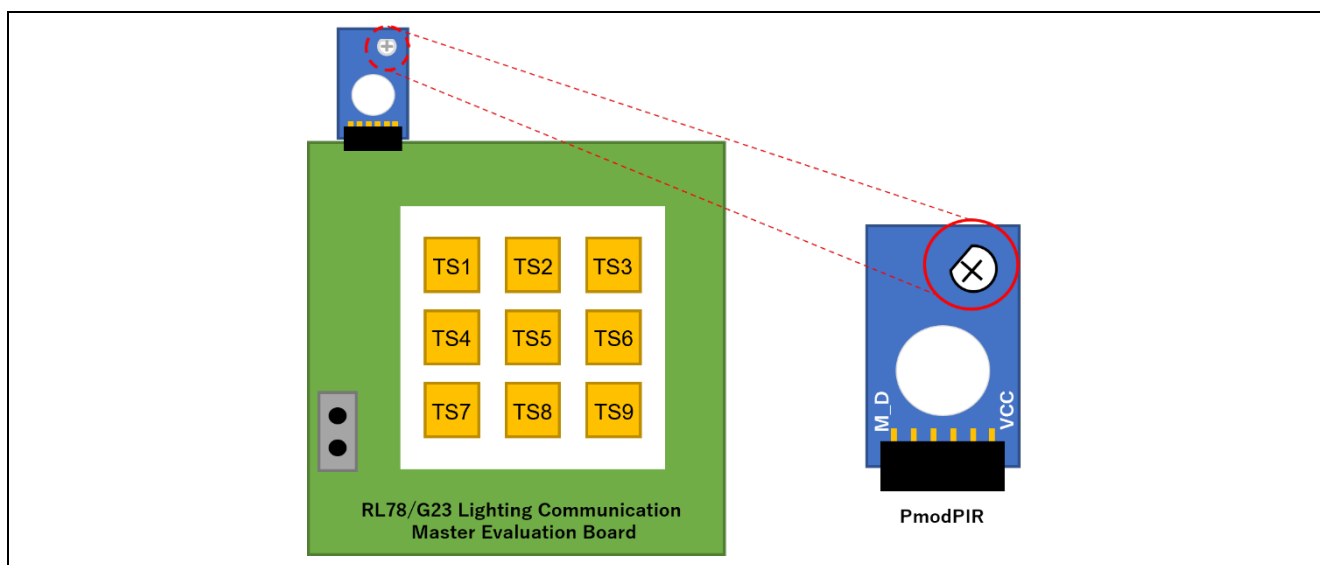 TS1 TS2 TS3
TS4 TS5 TS6
TS7 TS8 TS9
RL78/G23 Lighting Communication
Master Evaluation Board
M_D
VCC
PmodPIR